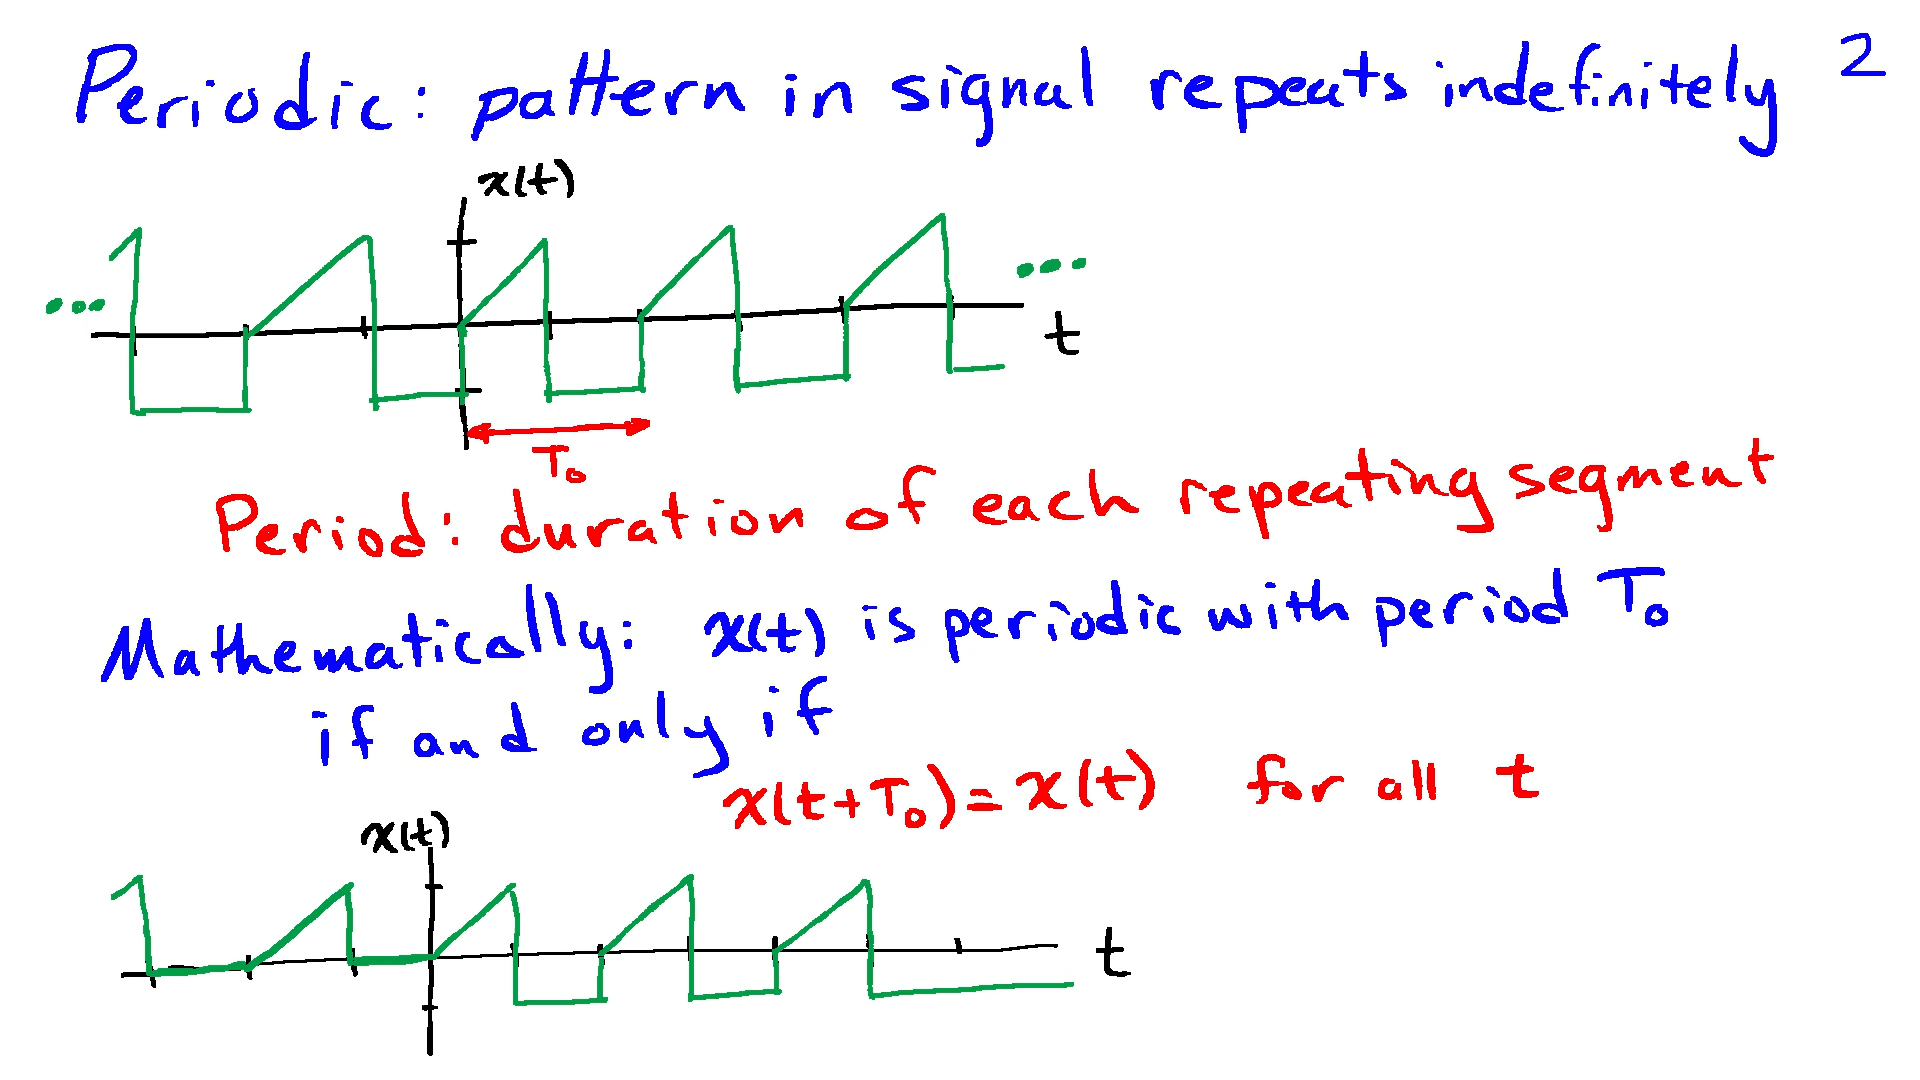 Periodic: pattern in signal repeats indefinitely 2
x(t)
... ...
t
T₀
Period: duration of each repeating segment
Mathematically: x(t) is periodic with period T₀
if and only if
x(t+T₀)=x(t) for all t
x(t)
t